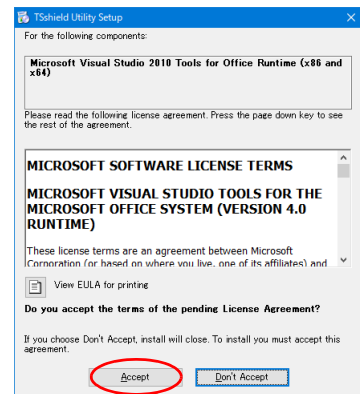 TSshield Utility Setup
For the following components:
Microsoft Visual Studio 2010 Tools for Office Runtime (x86 and
x64)
Please read the following license agreement. Press the page down key to see
the rest of the agreement.
MICROSOFT SOFTWARE LICENSE TERMS
MICROSOFT VISUAL STUDIO TOOLS FOR THE
MICROSOFT OFFICE SYSTEM (VERSION 4.0
RUNTIME)
These license terms are an agreement between Microsoft
Corporation (or based on where you live, one of its affiliates) and
View EULA for printing
Do you accept the terms of the pending License Agreement?
If you choose Don't Accept, install will close. To install you must accept this
agreement.
Accept
Don't Accept